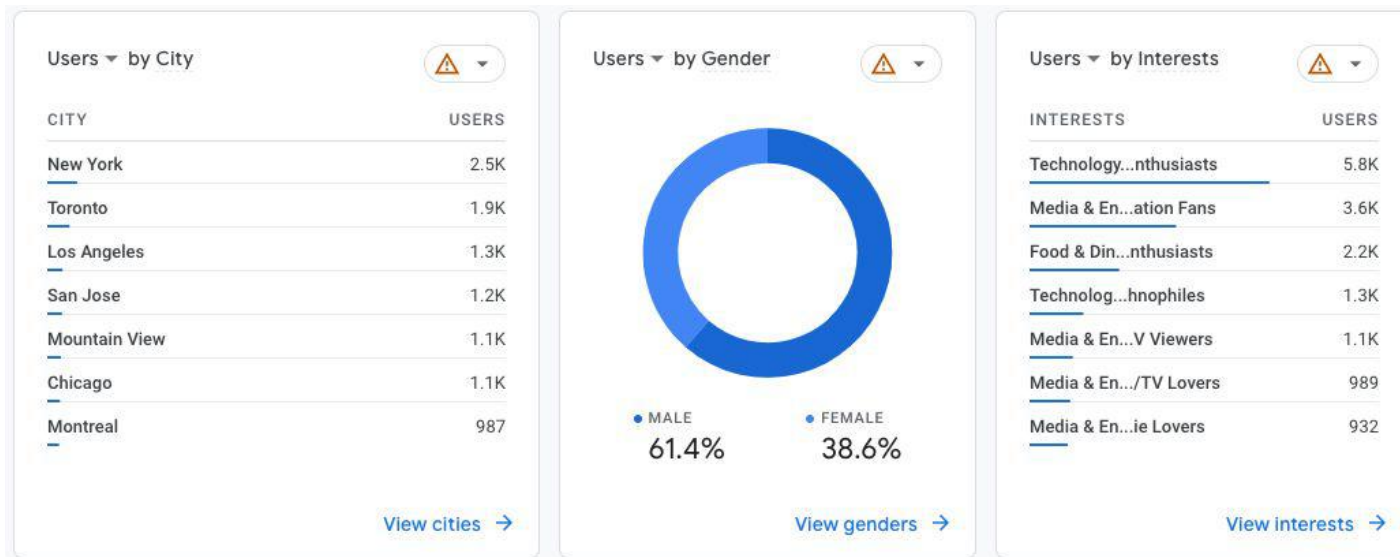 Users by City
CITY USERS
New York 2.5K
Toronto 1.9K
Los Angeles 1.3K
San Jose 1.2K
Mountain View 1.1K
Chicago 1.1K
Montreal 987
View cities
Users by Gender
MALE FEMALE
61.4% 38.6%
View genders
Users by Interests
INTERESTS USERS
Technology...nthusiasts 5.8K
Media & En...ation Fans 3.6K
Food & Din...nthusiasts 2.2K
Technolog...hnophiles 1.3K
Media & En...V Viewers 1.1K
Media & En.../TV Lovers 989
Media & En...ie Lovers 932
View interests